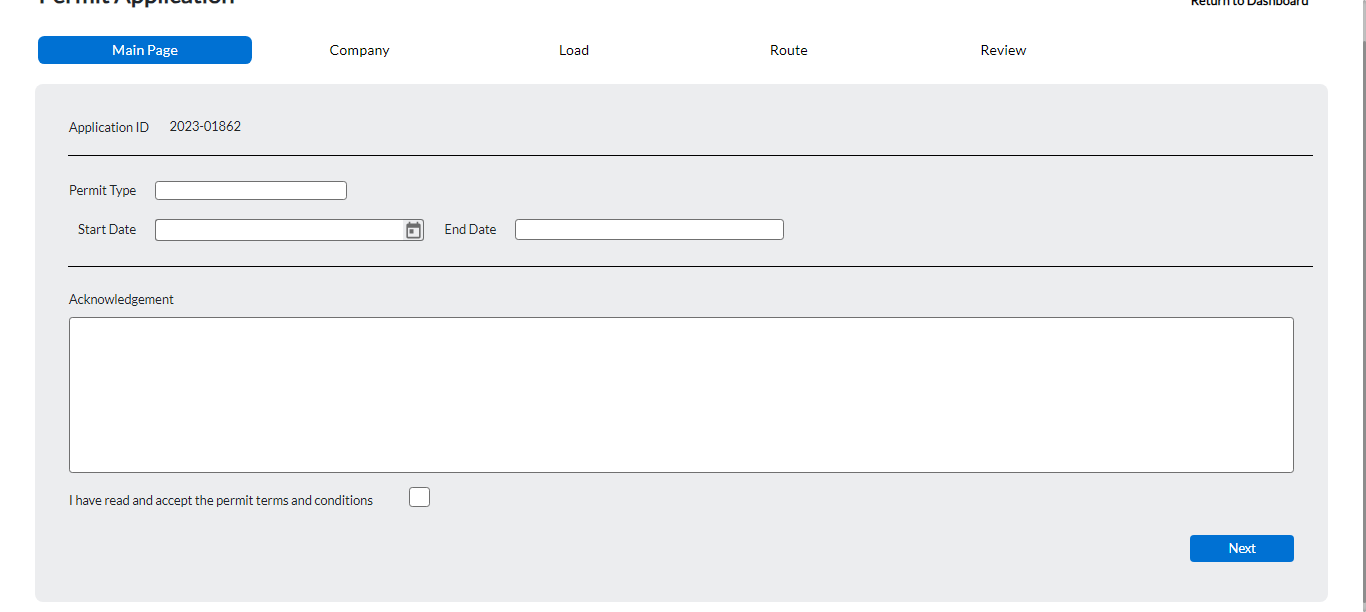 Permit Application
Return to Dashboard
Main Page Company Load Route Review
Application ID 2023-01862
Permit Type
Start Date End Date
Acknowledgement
I have read and accept the permit terms and conditions
Next